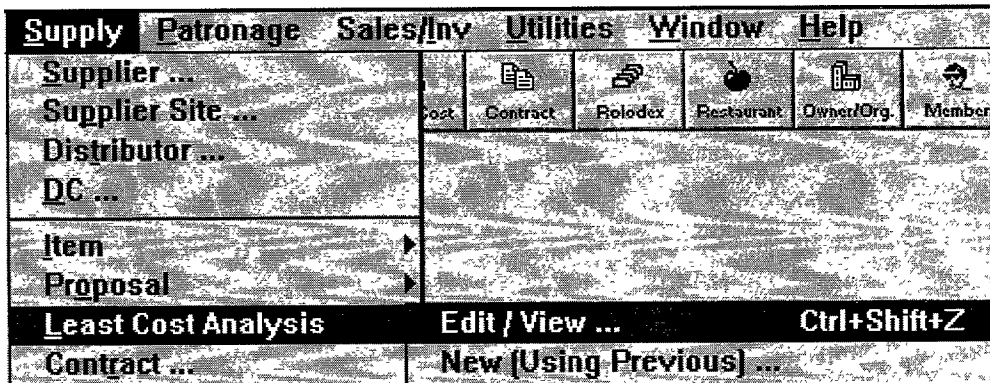 Supply Patronage Sales/Inv Utilities Window Help
Supplier ...
Supplier Site ...
Distributor ...
DC ...
Cost Contract Rolodex Restaurant Owner/Org. Member
Item
Proposal
Least Cost Analysis Edit / View ... Ctrl+Shift+Z
Contract ... New (Using Previous) ...